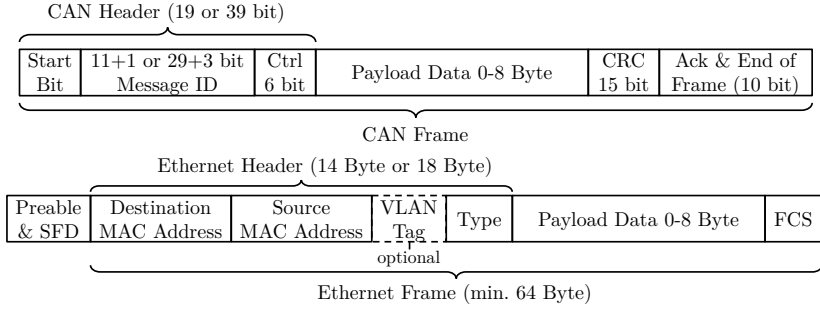 CAN Header (19 or 39 bit)
Start Bit
11+1 or 29+3 bit Message ID
Ctrl 6 bit
Payload Data 0-8 Byte
CRC 15 bit
Ack & End of Frame (10 bit)
CAN Frame
Ethernet Header (14 Byte or 18 Byte)
Preable & SFD
Destination MAC Address
Source MAC Address
VLAN Tag
Type
Payload Data 0-8 Byte
FCS
optional
Ethernet Frame (min. 64 Byte)